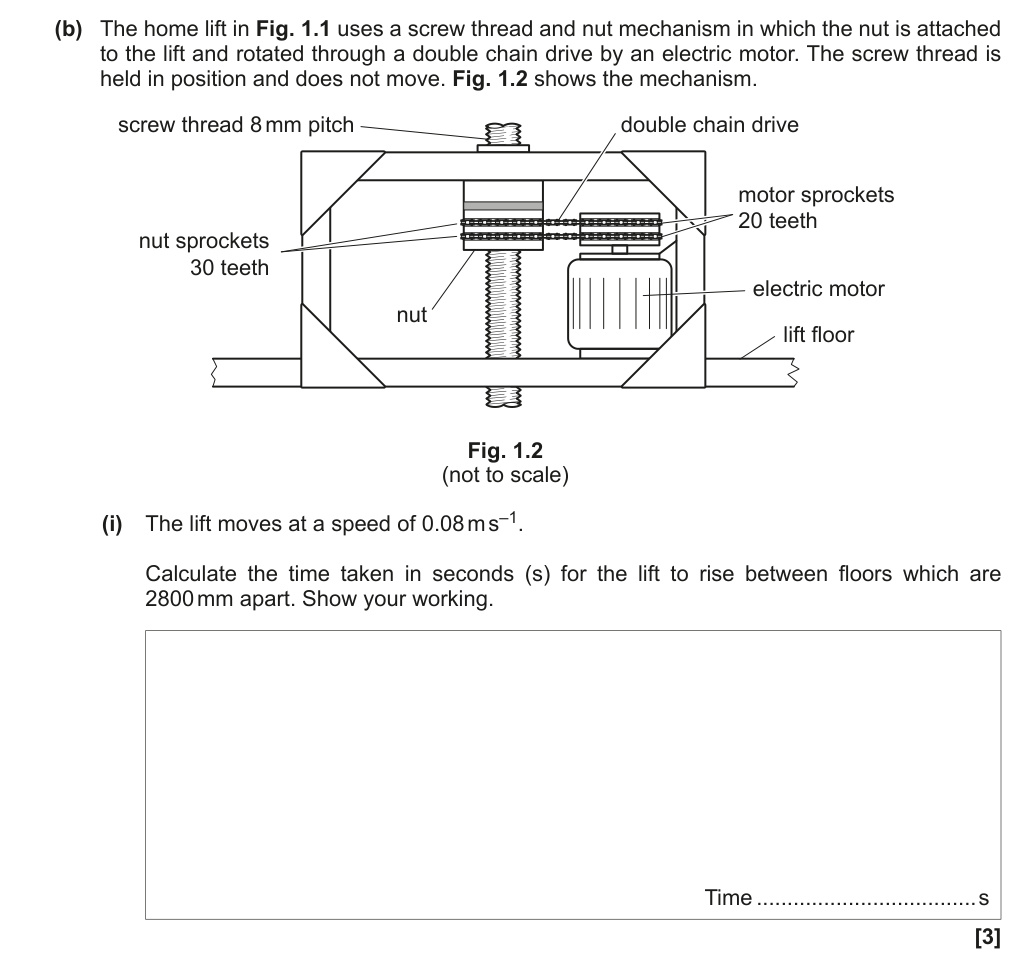 (b) The home lift in Fig. 1.1 uses a screw thread and nut mechanism in which the nut is attached
to the lift and rotated through a double chain drive by an electric motor. The screw thread is
held in position and does not move. Fig. 1.2 shows the mechanism.
screw thread 8 mm pitch
double chain drive
motor sprockets
20 teeth
nut sprockets
30 teeth
electric motor
nut
lift floor
Fig. 1.2
(not to scale)
(i) The lift moves at a speed of 0.08 m s⁻¹.
Calculate the time taken in seconds (s) for the lift to rise between floors which are
2800 mm apart. Show your working.
Time .................................... s
[3]